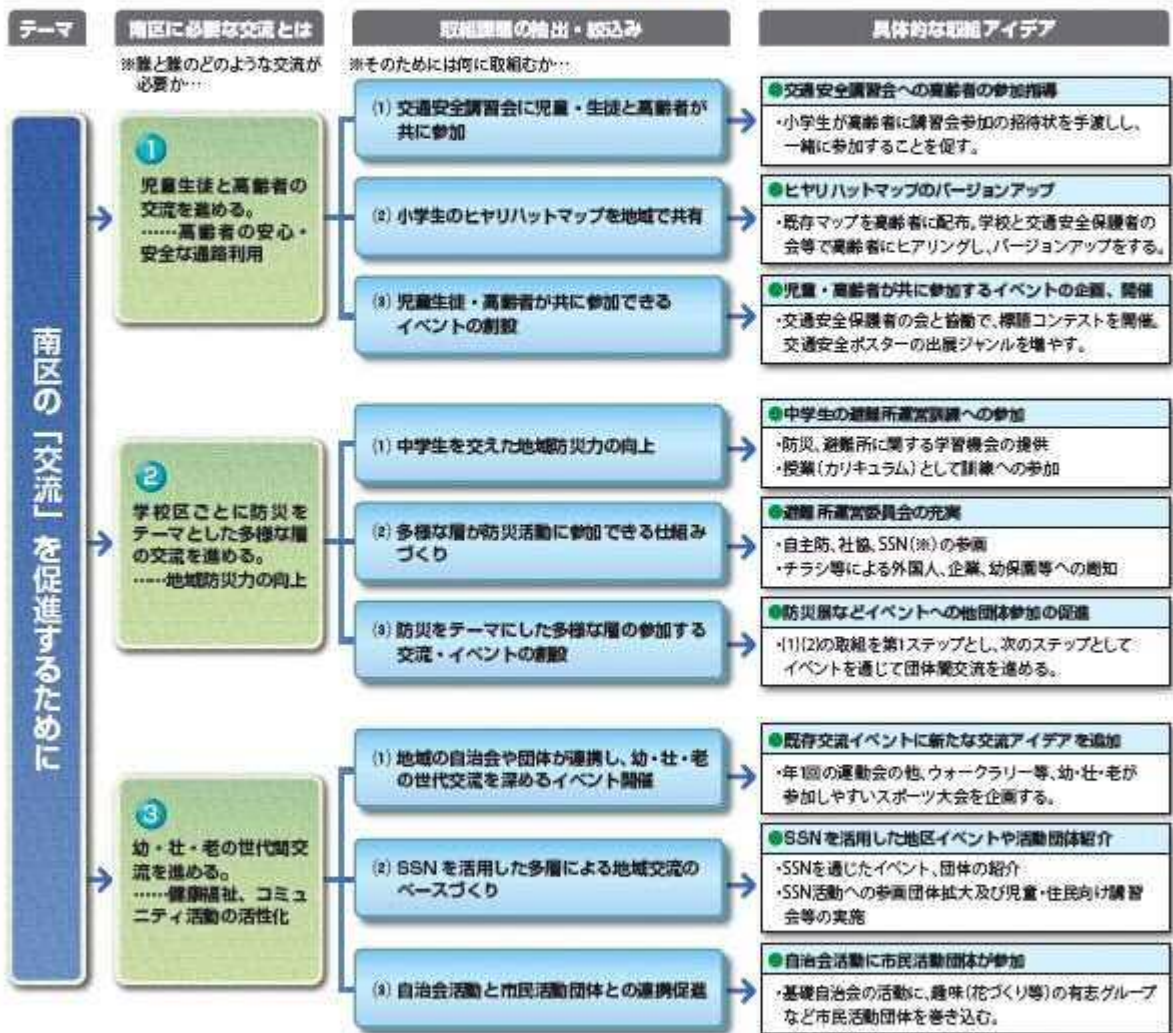 テーマ
南区に必要な交流とは
取組課題の抽出・絞込み
具体的な取組アイデア
※誰と誰のどのような交流が
必要か…
※そのためには何に取組むか…
南区の「交流」を促進するために
1
児童生徒と高齢者の
交流を進める。
……高齢者の安心・
安全な道路利用
(1) 交通安全講習会に児童・生徒と高齢者が
共に参加
●交通安全講習会への高齢者の参加指導
・小学生が高齢者に講習会参加の招待状を手渡しし、
一緒に参加することを促す。
(2) 小学生のヒヤリハットマップを地域で共有
●ヒヤリハットマップのバージョンアップ
・既存マップを高齢者に配布。学校と交通安全保護者の
会等で高齢者にヒアリングし、バージョンアップをする。
(3) 児童生徒・高齢者が共に参加できる
イベントの創設
●児童・高齢者が共に参加するイベントの企画、開催
・交通安全保護者の会と協働で、標語コンテストを開催。
交通安全ポスターの出展ジャンルを増やす。
2
学校区ごとに防災を
テーマとした多様な層
の交流を進める。
……地域防災力の向上
(1) 中学生を交えた地域防災力の向上
●中学生の避難所運営訓練への参加
・防災、避難所に関する学習機会の提供
・授業(カリキュラム)として訓練への参加
(2) 多様な層が防災活動に参加できる仕組み
づくり
●避難所運営委員会の充実
・自主防、社協、SSN(※)の参画
・チラシ等による外国人、企業、幼保園等への周知
(3) 防災をテーマにした多様な層の参加する
交流・イベントの創設
●防災展などイベントへの他団体参加の促進
・(1)(2)の取組を第1ステップとし、次のステップとして
イベントを通じて団体間交流を進める。
3
幼・壮・老の世代間交
流を進める。
……健康福祉、コミュ
ニティ活動の活性化
(1) 地域の自治会や団体が連携し、幼・壮・老
の世代交流を深めるイベント開催
●既存交流イベントに新たな交流アイデアを追加
・年1回の運動会の他、ウォークラリー等、幼・壮・老が
参加しやすいスポーツ大会を企画する。
(2) SSNを活用した多層による地域交流の
ベースづくり
●SSNを活用した地区イベントや活動団体紹介
・SSNを通じたイベント、団体の紹介
・SSN活動への参画団体拡大及び児童・住民向け講習
会等の実施
(3) 自治会活動と市民活動団体との連携促進
●自治会活動に市民活動団体が参加
・基礎自治会の活動に、趣味(花づくり等)の有志グループ
など市民活動団体を巻き込む。